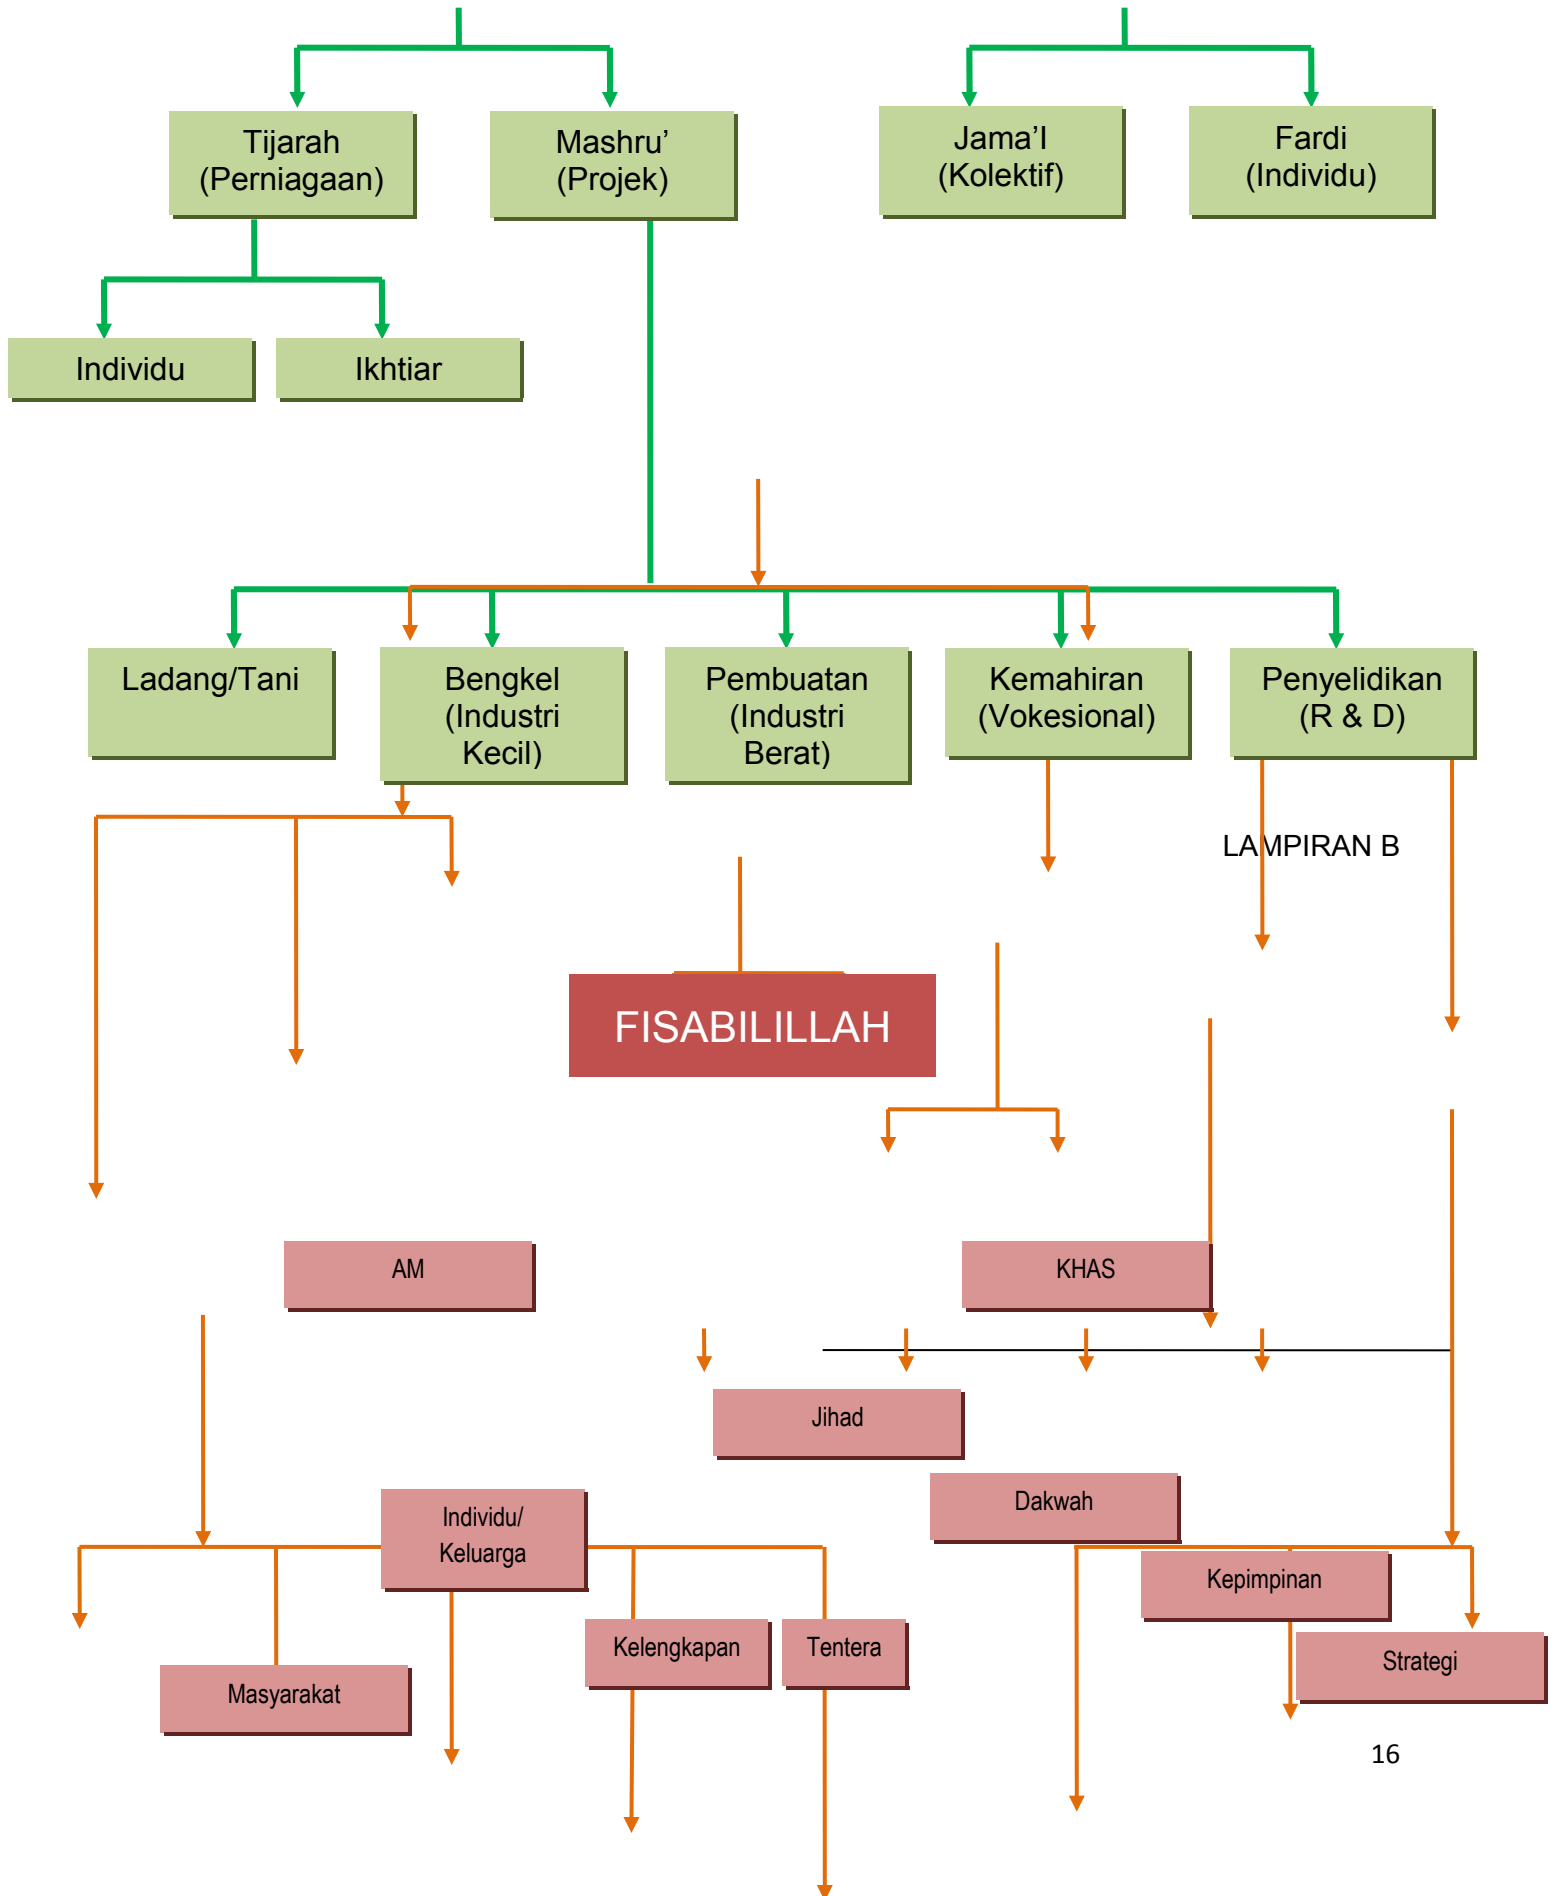 Tijarah
(Perniagaan)
Mashru’
(Projek)
Jama’I
(Kolektif)
Fardi
(Individu)
Individu
Ikhtiar
Ladang/Tani
Bengkel
(Industri
Kecil)
Pembuatan
(Industri
Berat)
Kemahiran
(Vokesional)
Penyelidikan
(R & D)
LAMPIRAN B
FISABILILLAH
AM
KHAS
Jihad
Dakwah
Individu/
Keluarga
Kepimpinan
Kelengkapan
Tentera
Strategi
Masyarakat
16